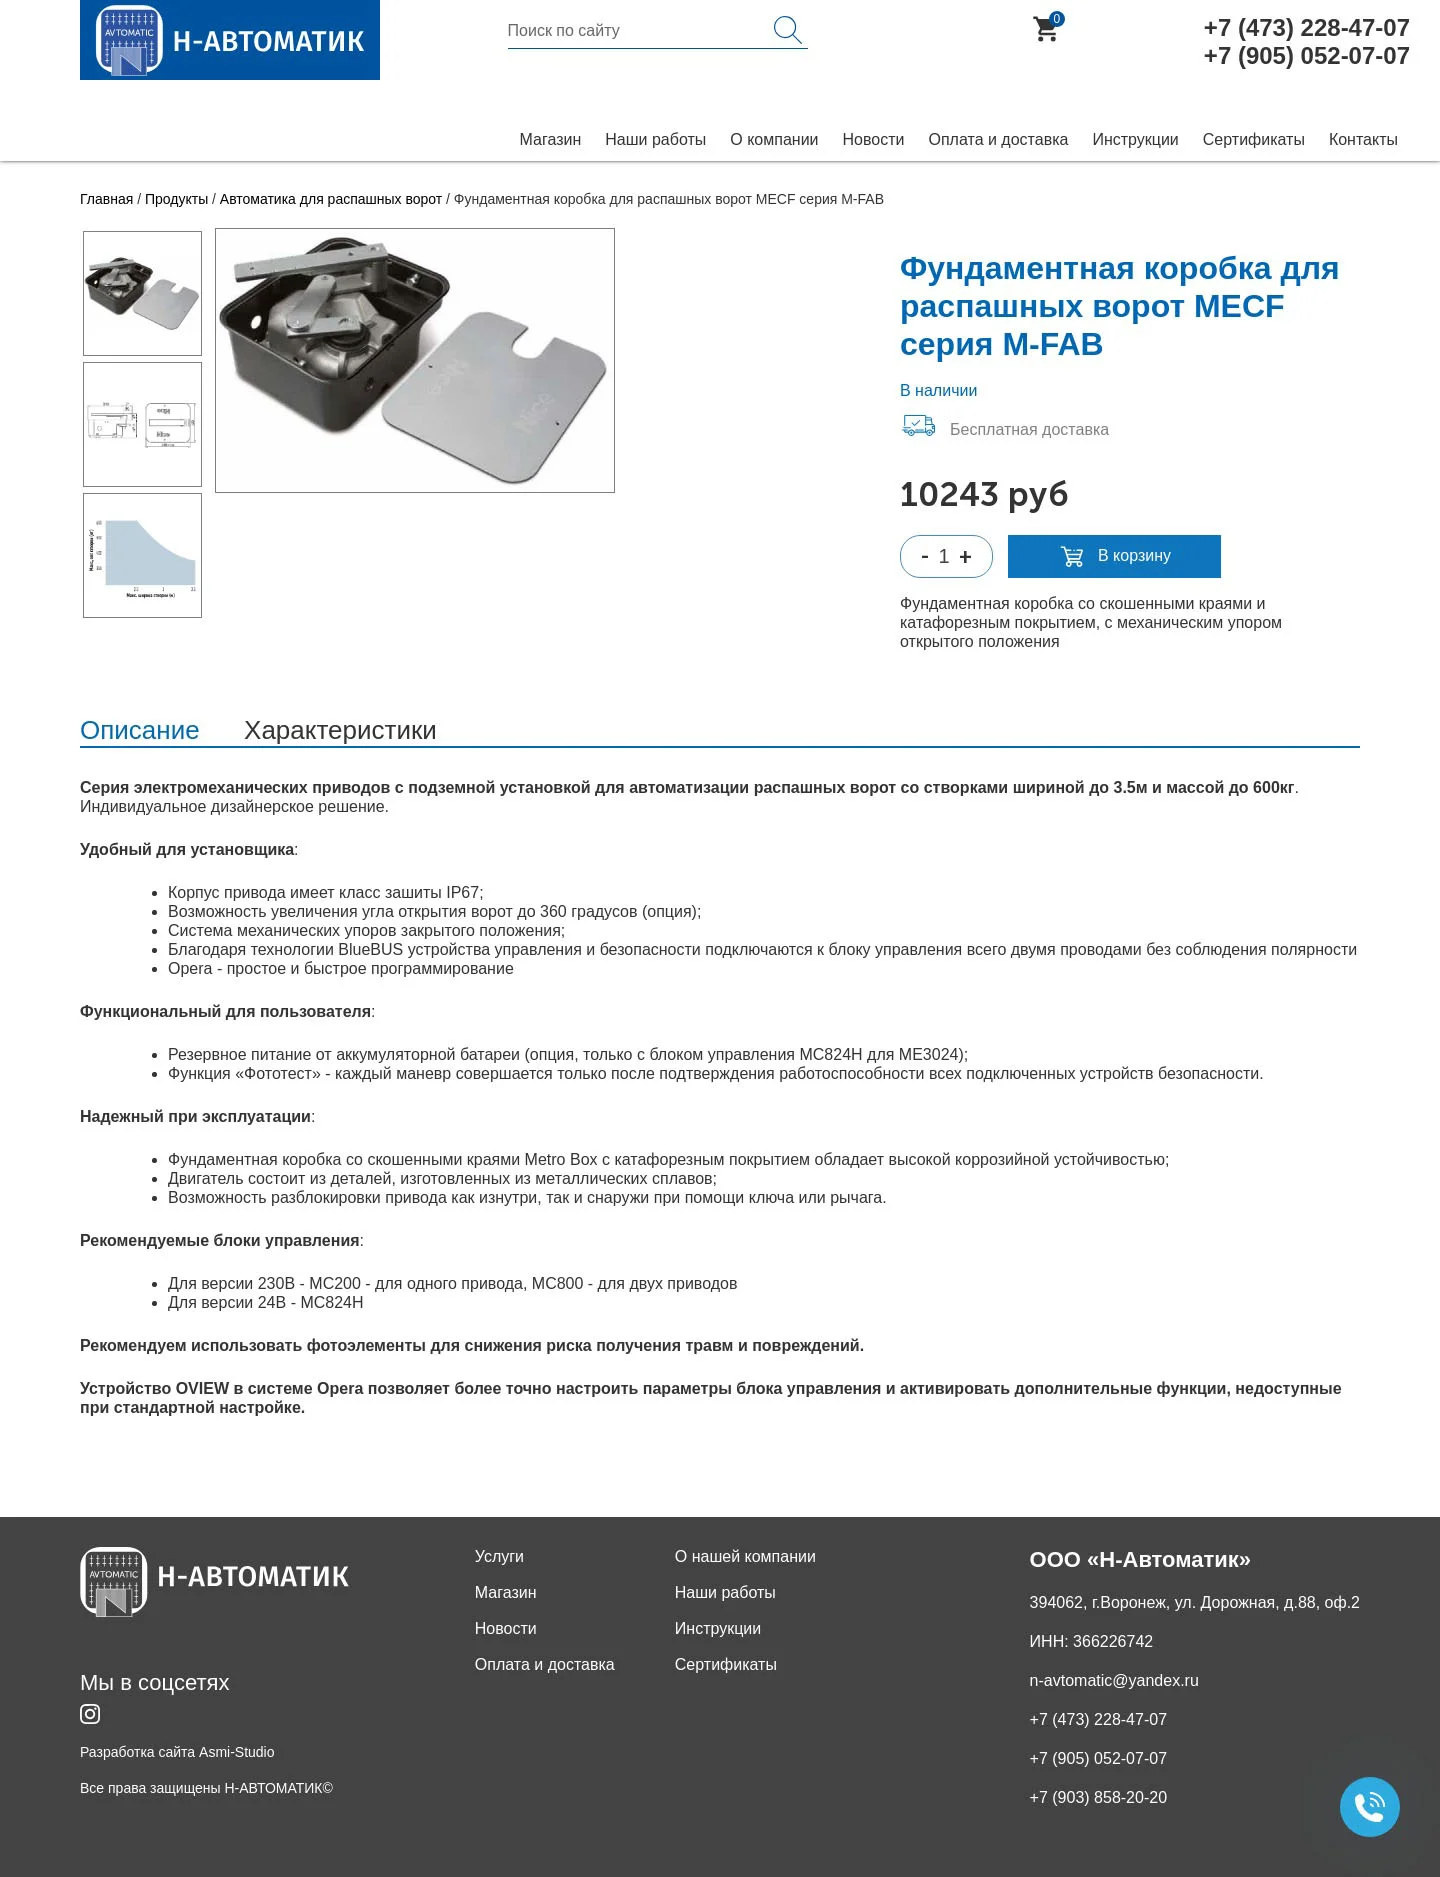 AVTOMATIC
Н-АВТОМАТИК
Поиск по сайту
0
+7 (473) 228-47-07
+7 (905) 052-07-07
Магазин Наши работы О компании Новости Оплата и доставка Инструкции Сертификаты Контакты
Главная / Продукты / Автоматика для распашных ворот / Фундаментная коробка для распашных ворот MECF серия M-FAB
Nice
Фундаментная коробка для
распашных ворот MECF
серия M-FAB
В наличии
Бесплатная доставка
10243 руб
- 1 +
В корзину
Фундаментная коробка со скошенными краями и
катафорезным покрытием, с механическим упором
открытого положения
Макс. ширина створки (м)
Описание Характеристики
Серия электромеханических приводов с подземной установкой для автоматизации распашных ворот со створками шириной до 3.5м и массой до 600кг.
Индивидуальное дизайнерское решение.
Удобный для установщика:
Корпус привода имеет класс зашиты IP67;
Возможность увеличения угла открытия ворот до 360 градусов (опция);
Система механических упоров закрытого положения;
Благодаря технологии BlueBUS устройства управления и безопасности подключаются к блоку управления всего двумя проводами без соблюдения полярности
Opera - простое и быстрое программирование
Функциональный для пользователя:
Резервное питание от аккумуляторной батареи (опция, только с блоком управления MC824H для ME3024);
Функция «Фототест» - каждый маневр совершается только после подтверждения работоспособности всех подключенных устройств безопасности.
Надежный при эксплуатации:
Фундаментная коробка со скошенными краями Metro Box с катафорезным покрытием обладает высокой коррозийной устойчивостью;
Двигатель состоит из деталей, изготовленных из металлических сплавов;
Возможность разблокировки привода как изнутри, так и снаружи при помощи ключа или рычага.
Рекомендуемые блоки управления:
Для версии 230В - MC200 - для одного привода, MC800 - для двух приводов
Для версии 24В - MC824H
Рекомендуем использовать фотоэлементы для снижения риска получения травм и повреждений.
Устройство OVIEW в системе Opera позволяет более точно настроить параметры блока управления и активировать дополнительные функции, недоступные
при стандартной настройке.
AVTOMATIC
Н-АВТОМАТИК
Мы в соцсетях
Разработка сайта Asmi-Studio
Все права защищены Н-АВТОМАТИК©
Услуги
Магазин
Новости
Оплата и доставка
О нашей компании
Наши работы
Инструкции
Сертификаты
ООО «Н-Автоматик»
394062, г.Воронеж, ул. Дорожная, д.88, оф.2
ИНН: 366226742
n-avtomatic@yandex.ru
+7 (473) 228-47-07
+7 (905) 052-07-07
+7 (903) 858-20-20